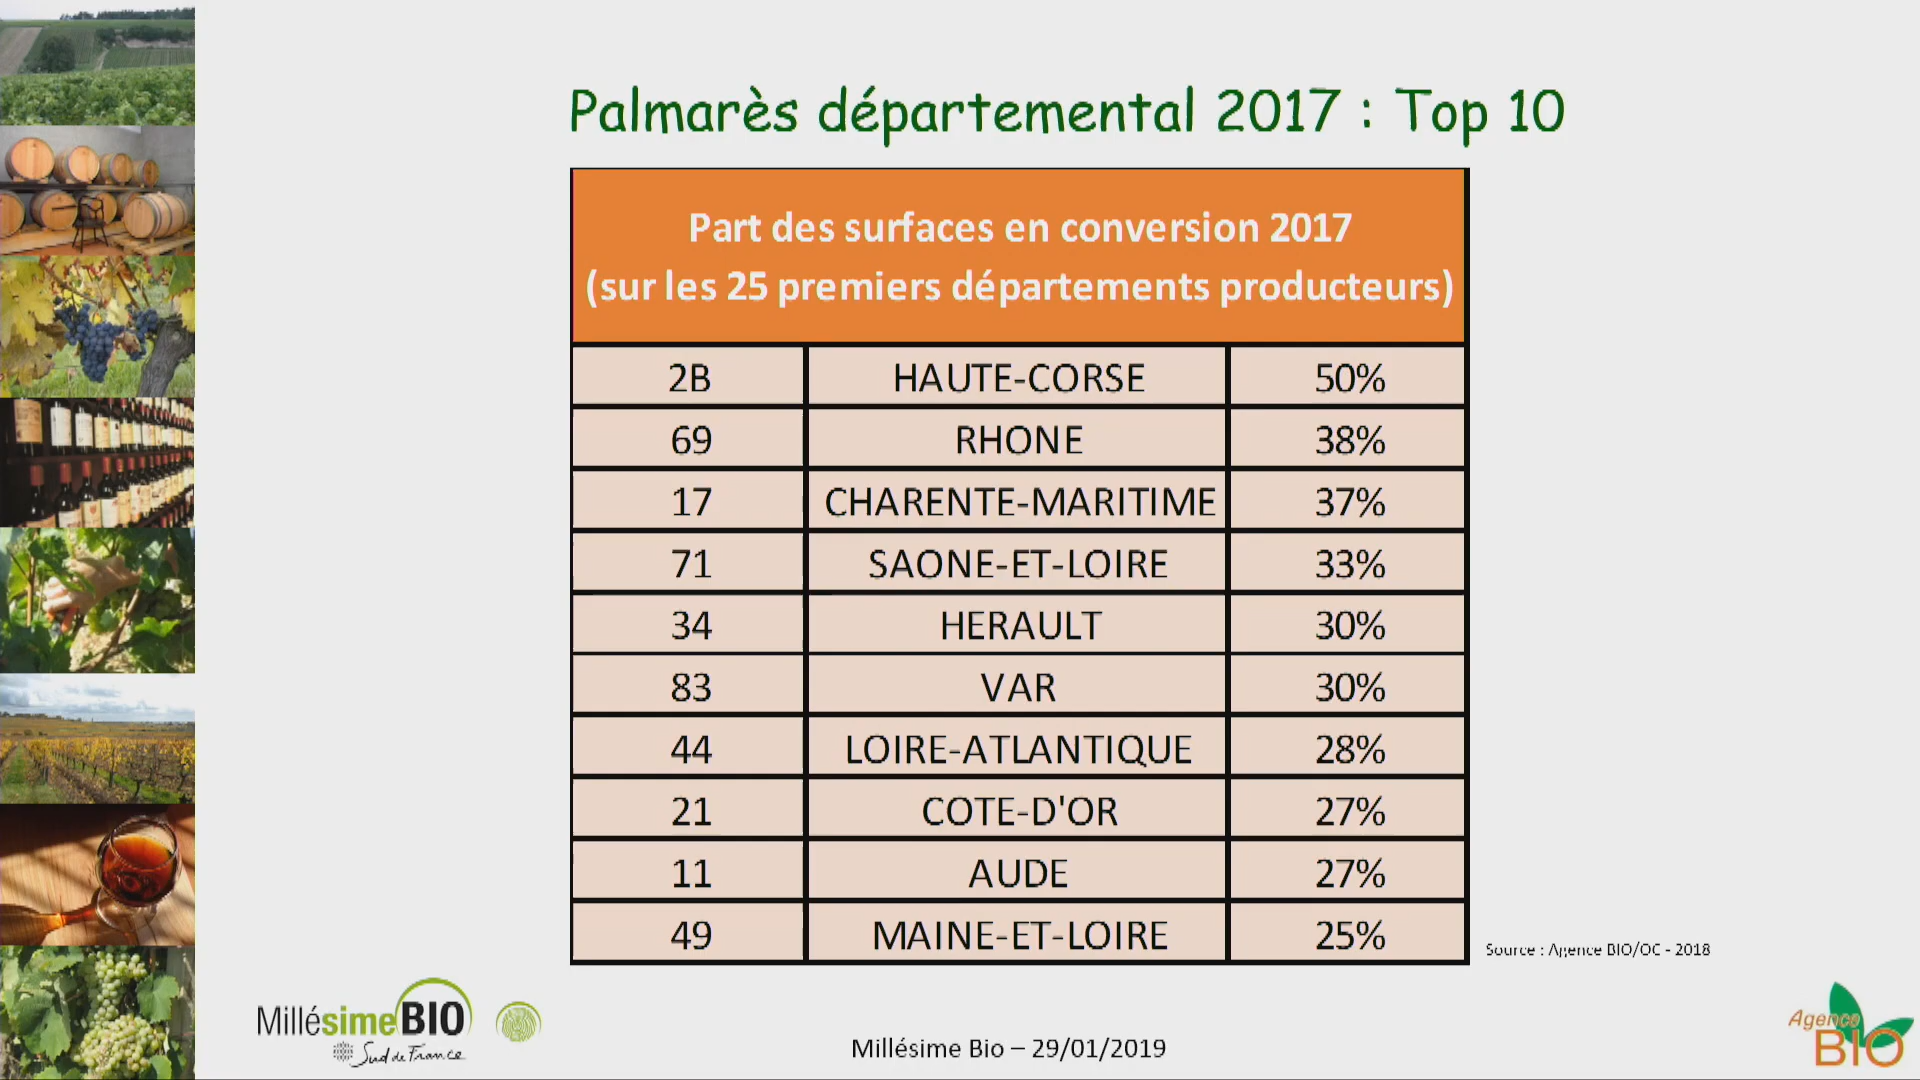 Palmarès départemental 2017 : Top 10
Part des surfaces en conversion 2017
(sur les 25 premiers départements producteurs)
2B HAUTE-CORSE 50%
69 RHONE 38%
17 CHARENTE-MARITIME 37%
71 SAONE-ET-LOIRE 33%
34 HERAULT 30%
83 VAR 30%
44 LOIRE-ATLANTIQUE 28%
21 COTE-D'OR 27%
11 AUDE 27%
49 MAINE-ET-LOIRE 25%
Source : Agence BIO/OC - 2018
MillésimeBIO
Sud de France
Millésime Bio – 29/01/2019
Agence
BIO